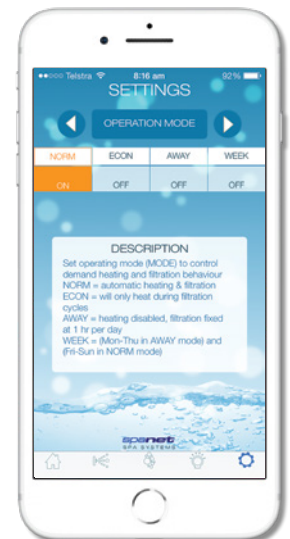 Telstra 8:16 am 92%
SETTINGS
OPERATION MODE
NORM ECON AWAY WEEK
ON OFF OFF OFF
DESCRIPTION
Set operating mode (MODE) to control
demand heating and filtration behaviour
NORM = automatic heating & filtration
ECON = will only heat during filtration
cycles
AWAY = heating disabled, filtration fixed
at 1 hr per day
WEEK = (Mon-Thu in AWAY mode) and
(Fri-Sun in NORM mode)
spanet
SPA SYSTEMS